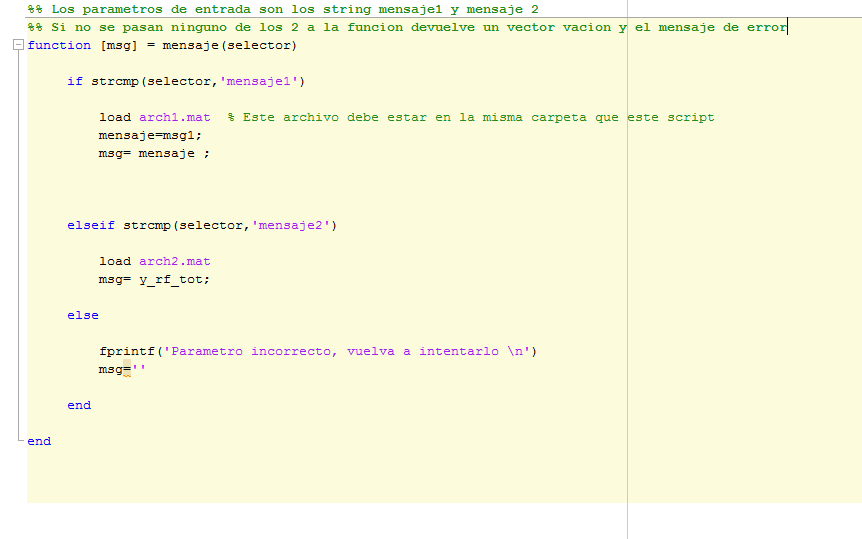 %% Los parametros de entrada son los string mensaje1 y mensaje 2
%% Si no se pasan ninguno de los 2 a la funcion devuelve un vector vacion y el mensaje de error
function [msg] = mensaje(selector)
if strcmp(selector,'mensaje1')
load arch1.mat % Este archivo debe estar en la misma carpeta que este script
mensaje=msg1;
msg= mensaje ;
elseif strcmp(selector,'mensaje2')
load arch2.mat
msg= y_rf_tot;
else
fprintf('Parametro incorrecto, vuelva a intentarlo \n')
msg=''
end
end